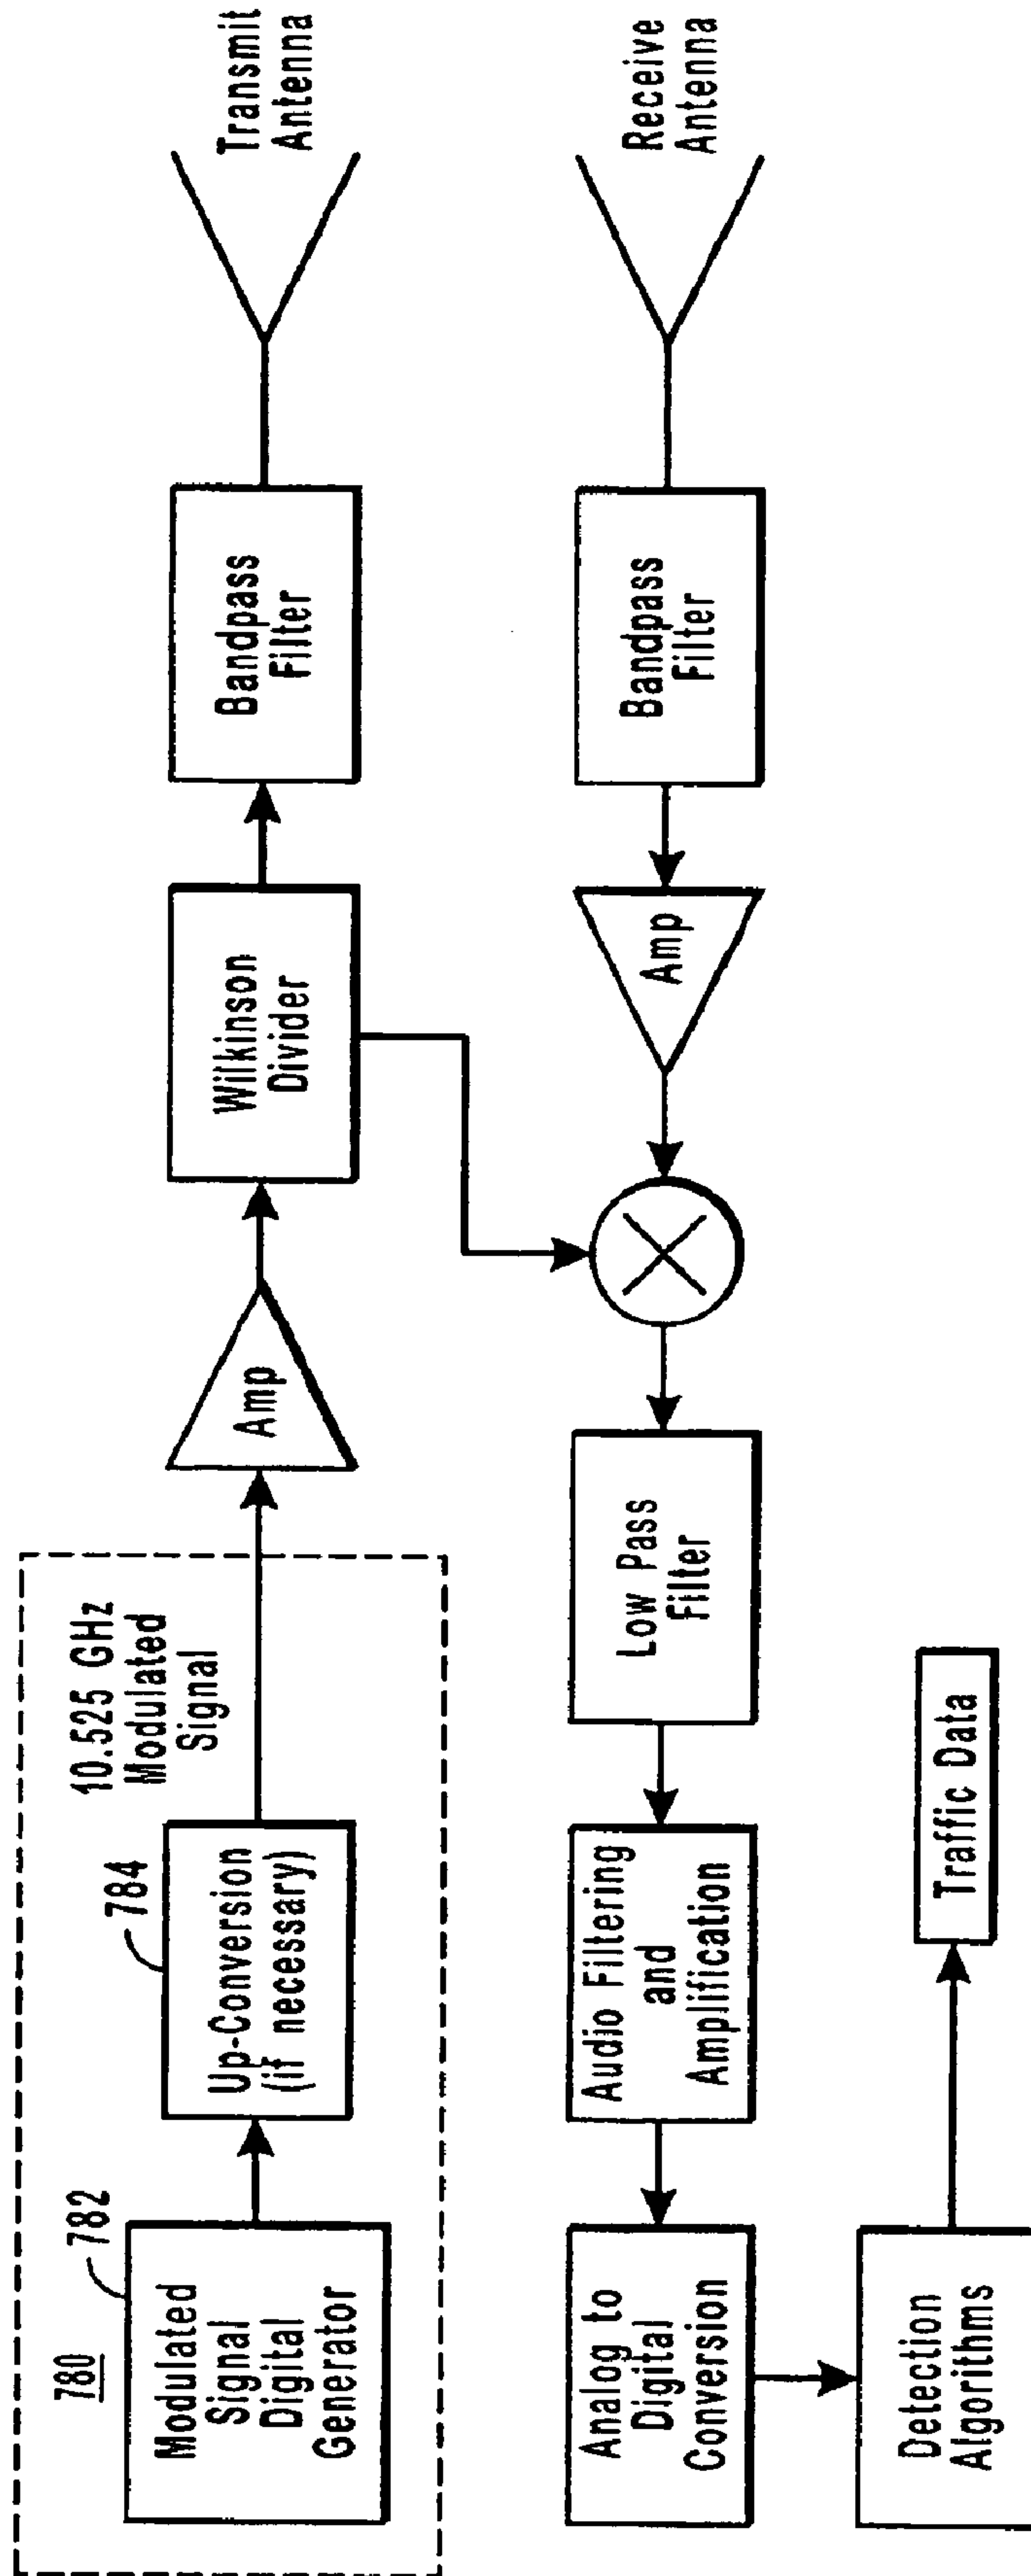 780
782
Modulated
Signal
Digital
Generator
784
Up-Conversion
(if necessary)
10.525 GHz
Modulated
Signal
Amp
Wilkinson
Divider
Bandpass
Filter
Transmit
Antenna
Receive
Antenna
Bandpass
Filter
Amp
Low Pass
Filter
Audio Filtering
and
Amplification
Analog to
Digital
Conversion
Detection
Algorithms
Traffic Data